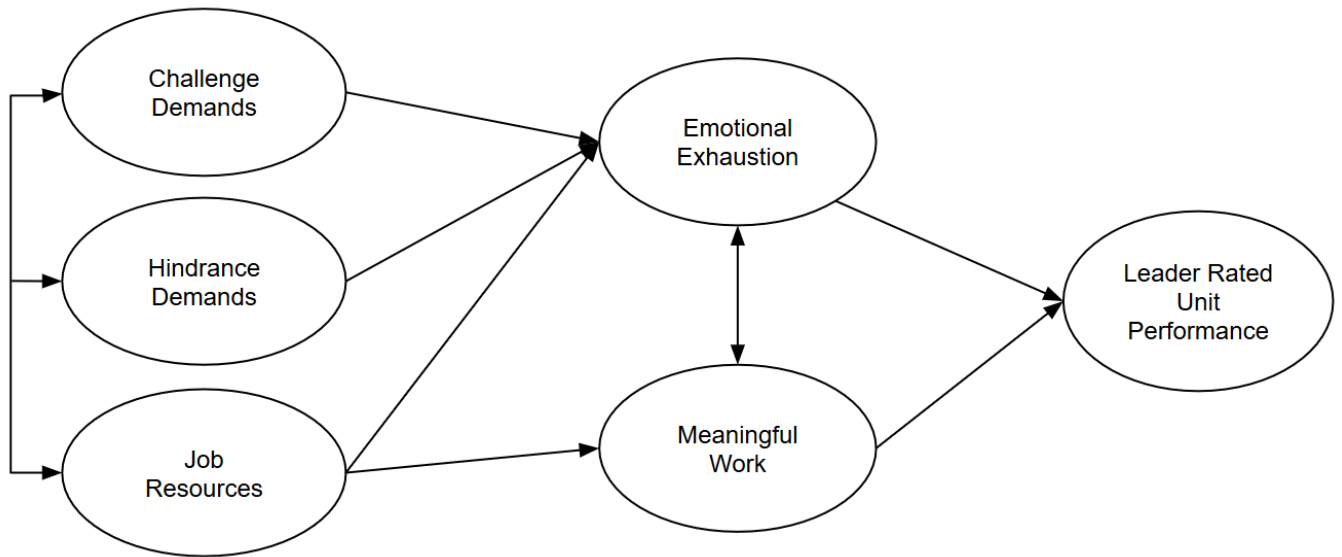 Challenge
Demands
Hindrance
Demands
Job
Resources
Emotional
Exhaustion
Meaningful
Work
Leader Rated
Unit
Performance